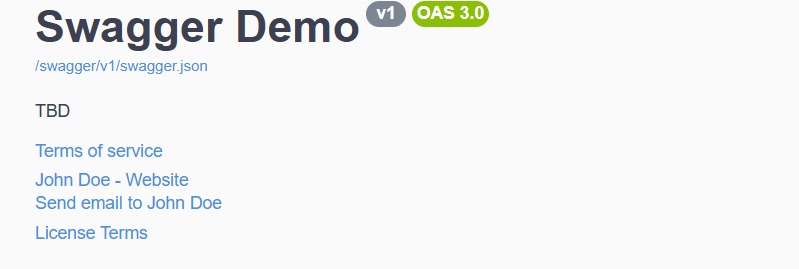 Swagger Demo v1 OAS 3.0
/swagger/v1/swagger.json
TBD
Terms of service
John Doe - Website
Send email to John Doe
License Terms